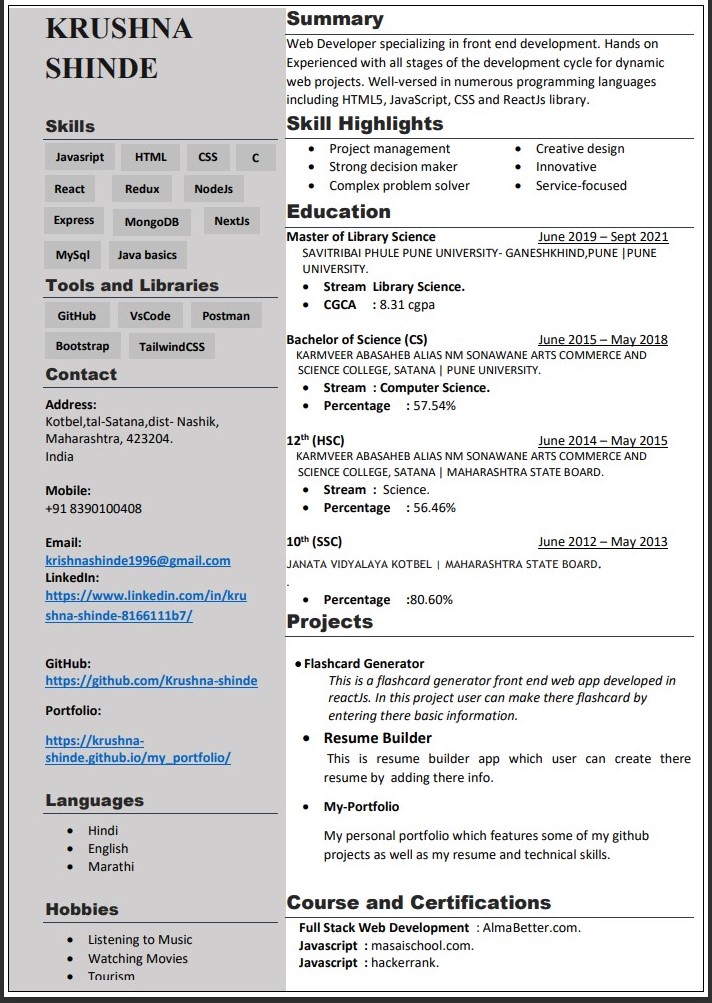 KRUSHNA
SHINDE
Skills
Javasript HTML CSS C
React Redux NodeJs
Express MongoDB NextJs
MySql Java basics
Tools and Libraries
GitHub VsCode Postman
Bootstrap TailwindCSS
Contact
Address:
Kotbel,tal-Satana,dist- Nashik,
Maharashtra, 423204.
India
Mobile:
+91 8390100408
Email:
krishnashinde1996@gmail.com
LinkedIn:
https://www.linkedin.com/in/kru
shna-shinde-8166111b7/
GitHub:
https://github.com/Krushna-shinde
Portfolio:
https://krushna-
shinde.github.io/my_portfolio/
Languages
• Hindi
• English
• Marathi
Hobbies
• Listening to Music
• Watching Movies
• Tourism
Summary
Web Developer specializing in front end development. Hands on
Experienced with all stages of the development cycle for dynamic
web projects. Well-versed in numerous programming languages
including HTML5, JavaScript, CSS and ReactJs library.
Skill Highlights
• Project management • Creative design
• Strong decision maker • Innovative
• Complex problem solver • Service-focused
Education
Master of Library Science June 2019 – Sept 2021
SAVITRIBAI PHULE PUNE UNIVERSITY- GANESHKHIND,PUNE |PUNE
UNIVERSITY.
• Stream Library Science.
• CGCA : 8.31 cgpa
Bachelor of Science (CS) June 2015 – May 2018
KARMVEER ABASAHEB ALIAS NM SONAWANE ARTS COMMERCE AND
SCIENCE COLLEGE, SATANA | PUNE UNIVERSITY.
• Stream : Computer Science.
• Percentage : 57.54%
12th (HSC) June 2014 – May 2015
KARMVEER ABASAHEB ALIAS NM SONAWANE ARTS COMMERCE AND
SCIENCE COLLEGE, SATANA | MAHARASHTRA STATE BOARD.
• Stream : Science.
• Percentage : 56.46%
10th (SSC) June 2012 – May 2013
JANATA VIDYALAYA KOTBEL | MAHARASHTRA STATE BOARD.
.
• Percentage :80.60%
Projects
• Flashcard Generator
This is a flashcard generator front end web app developed in
reactJs. In this project user can make there flashcard by
entering there basic information.
• Resume Builder
This is resume builder app which user can create there
resume by adding there info.
• My-Portfolio
My personal portfolio which features some of my github
projects as well as my resume and technical skills.
Course and Certifications
Full Stack Web Development : AlmaBetter.com.
Javascript : masaischool.com.
Javascript : hackerrank.